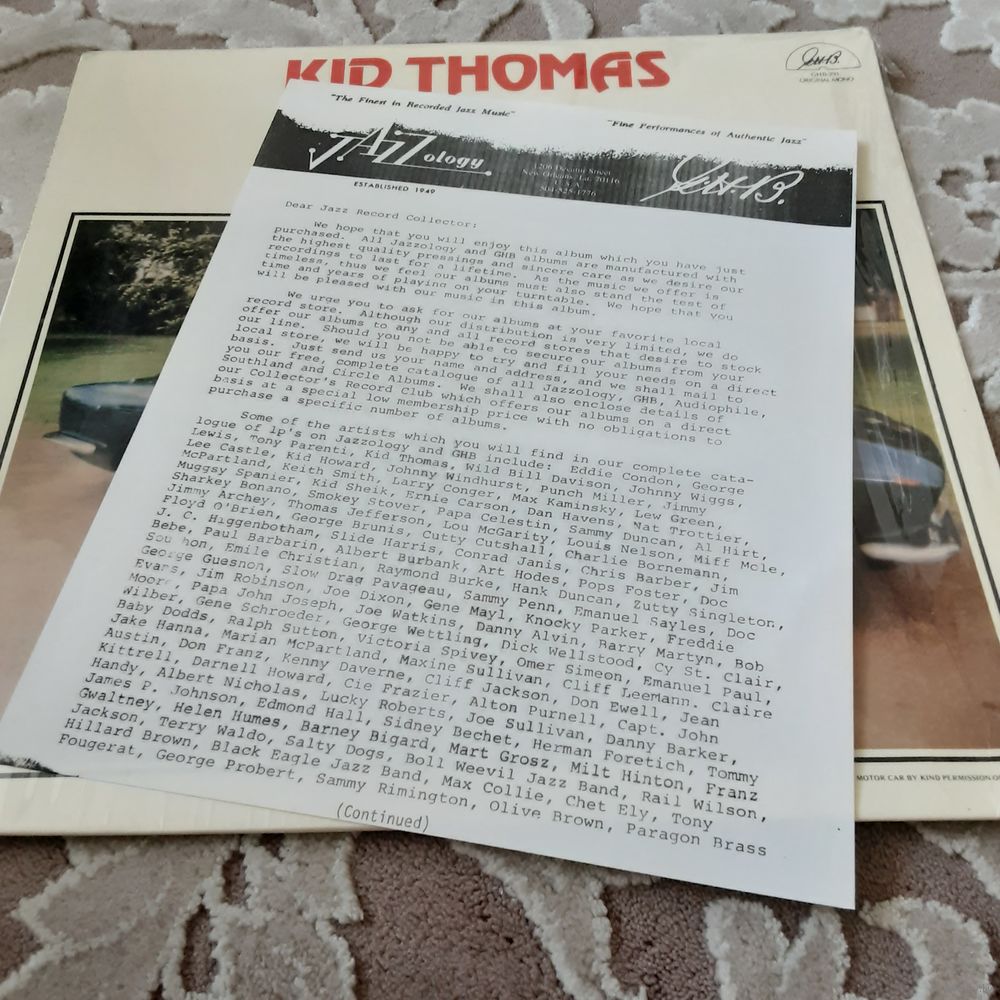 KID THOMAS
GHB.
ORIGINAL MONO
"The Finest in Recorded Jazz Music"
"Fine Performances of Authentic Jazz"
JAZZology
GHB.
New Orleans, La. 70116
ESTABLISHED 1949
Dear Jazz Record Collector:
We hope that you will enjoy this album which you have just
purchased. All Jazzology and GHB albums are manufactured with
the highest quality pressings and sincere care as we desire our
recordings to last for a lifetime. As the music we offer is
timeless, thus we feel our albums must also stand the test of
time and years of playing on your turntable. We hope that you
will be pleased with our music in this album.
We urge you to ask for our albums at your favorite local
record store. Although our distribution is very limited, we do
offer our albums to any and all record stores that desire to stock
our line. Should you not be able to secure our albums from your
local store, we will be happy to try and fill your needs on a direct
basis. Just send us your name and address, and we shall mail to
you our free, complete catalogue of all Jazzology, GHB, Audiophile,
Southland and Circle Albums. We shall also enclose details of
our Collector's Record Club which offers our albums on a direct
basis at a special low membership price with no obligations to
purchase a specific number of albums.
Some of the artists which you will find in our complete cata-
logue of lp's on Jazzology and GHB include: Eddie Condon, George
Lewis, Tony Parenti, Kid Thomas, Wild Bill Davison, Johnny Wiggs,
Lee Castle, Kid Howard, Johnny Windhurst, Punch Miller, Jimmy
McPartland, Keith Smith, Larry Conger, Max Kaminsky, Lew Green,
Muggsy Spanier, Kid Sheik, Ernie Carson, Dan Havens, Nat Trottier,
Sharkey Bonano, Smokey Stover, Papa Celestin, Sammy Duncan, Al Hirt,
Jimmy Archey, Thomas Jefferson, Lou McGarity, Louis Nelson, Miff Mole,
Floyd O'Brien, George Brunis, Cutty Cutshall, Charlie Bornemann,
J. C. Higgenbotham, Slide Harris, Conrad Janis, Chris Barber, Jim
Bebe, Paul Barbarin, Albert Burbank, Art Hodes, Pops Foster, Doc
Souchon, Emile Christian, Raymond Burke, Hank Duncan, Zutty Singleton,
George Guesnon, Slow Drag Pavageau, Sammy Penn, Emanuel Sayles, Doc
Evans, Jim Robinson, Joe Dixon, Gene Mayl, Knocky Parker, Freddie
Moore, Papa John Joseph, Joe Watkins, Danny Alvin, Barry Martyn, Bob
Wilber, Gene Schroeder, George Wettling, Dick Wellstood, Cy St. Clair,
Baby Dodds, Ralph Sutton, Victoria Spivey, Omer Simeon, Emanuel Paul,
Jake Hanna, Marian McPartland, Maxine Sullivan, Cliff Leemann. Claire
Austin, Don Franz, Kenny Daverne, Cliff Jackson, Don Ewell, Jean
Kittrell, Darnell Howard, Cie Frazier, Alton Purnell, Capt. John
Handy, Albert Nicholas, Lucky Roberts, Joe Sullivan, Danny Barker,
James P. Johnson, Edmond Hall, Sidney Bechet, Herman Foretich, Tommy
Gwaltney, Helen Humes, Barney Bigard, Mart Grosz, Milt Hinton, Franz
Jackson, Terry Waldo, Salty Dogs, Boll Weevil Jazz Band, Rail Wilson,
Hillard Brown, Black Eagle Jazz Band, Max Collie, Chet Ely, Tony
Fougerat, George Probert, Sammy Rimington, Olive Brown, Paragon Brass
(Continued)
MOTOR CAR BY KIND PERMISSION